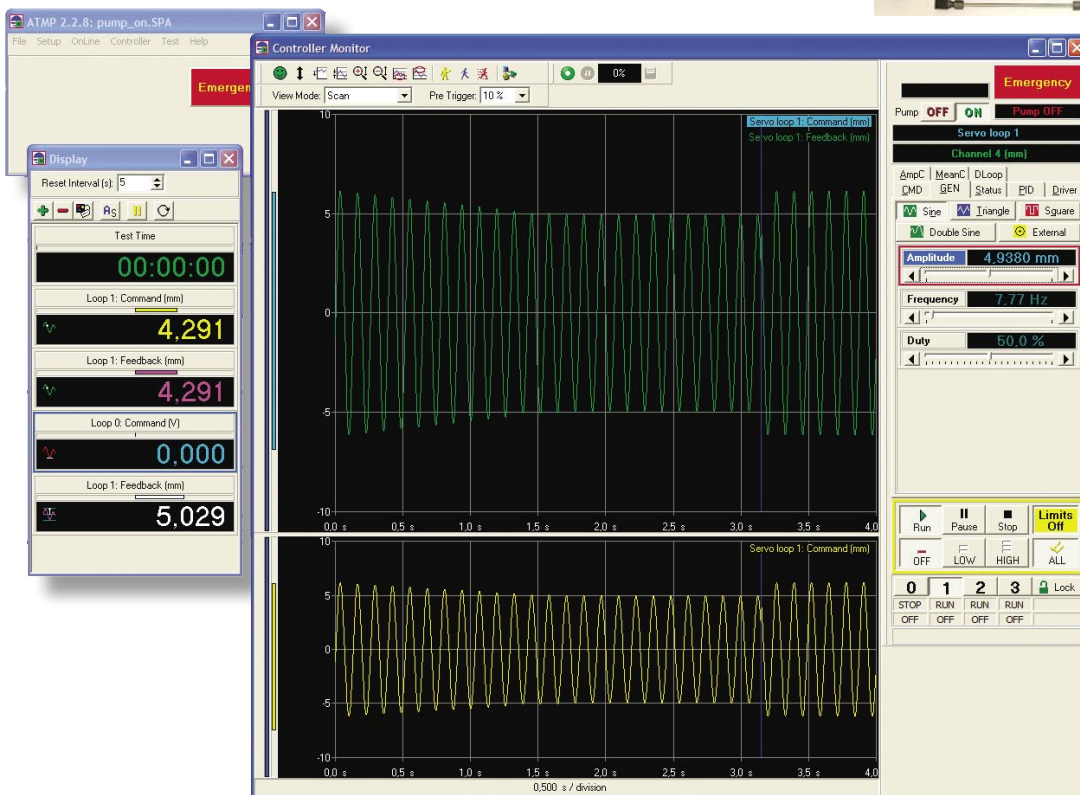 ATMP 2.2.8: pump_on.SPA
File Setup OnLine Controller Test Help
Display
Reset Interval (s): 5
As
Test Time
00:00:00
Loop 1: Command (mm)
4,291
Loop 1: Feedback (mm)
4,291
Loop 0: Command (V)
0,000
Loop 1: Feedback (mm)
5,029
Controller Monitor
0%
View Mode: Scan Pre Trigger: 10 %
Servo loop 1: Command (mm)
Servo loop 1: Feedback (mm)
10
5
0
-5
-10
0,0 s 0,5 s 1,0 s 1,5 s 2,0 s 2,5 s 3,0 s 3,5 s 4,0
Servo loop 1: Command (mm)
10
5
0
-5
-10
0,0 s 0,5 s 1,0 s 1,5 s 2,0 s 2,5 s 3,0 s 3,5 s 4,0
0,500 s / division
Emergency
Pump OFF ON Pump OFF
Servo loop 1
Channel 4 (mm)
AmpC MeanC DLoop
CMD GEN Status PID Driver
Sine Triangle Square
Double Sine External
Amplitude 4,9380 mm
Frequency 7,77 Hz
Duty 50,0 %
Run Pause Stop Limits Off
OFF LOW HIGH ALL
0 1 2 3 Lock
STOP RUN RUN RUN
OFF OFF OFF OFF